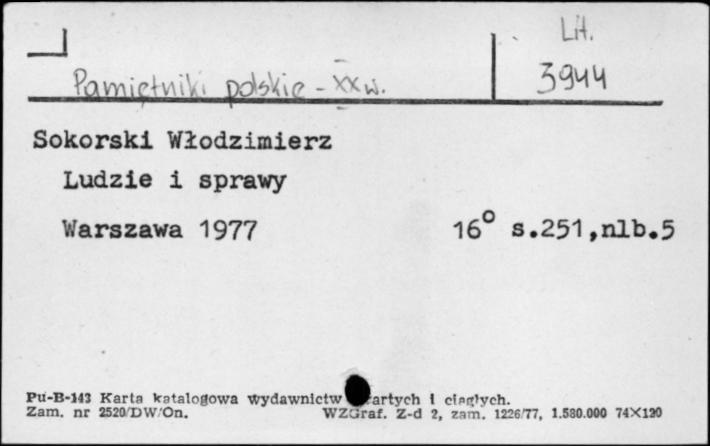 Lit.
Pamiętniki polskie - XX w.
3944
Sokorski Włodzimierz
Ludzie i sprawy
Warszawa 1977 16° s.251,nlb.5
Pu-B-143 Karta katalogowa wydawnictw artych i ciągłych.
Zam. nr 2520/DW/On. WZGraf. Z-d 2, zam. 1226/77, 1.580.000 74X120